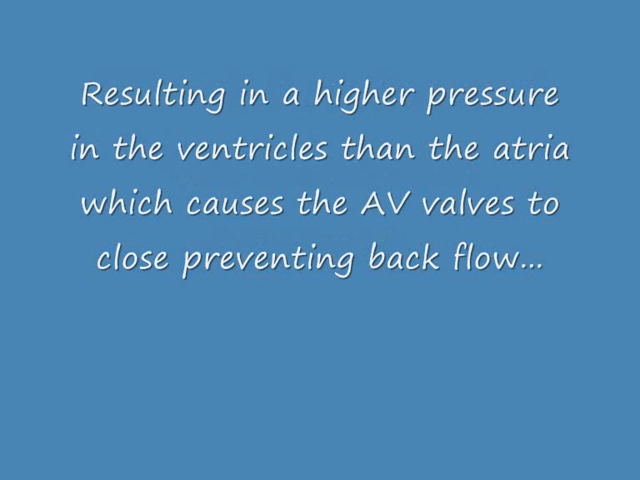 Resulting in a higher pressure
in the ventricles than the atria
which causes the AV valves to
close preventing back flow...